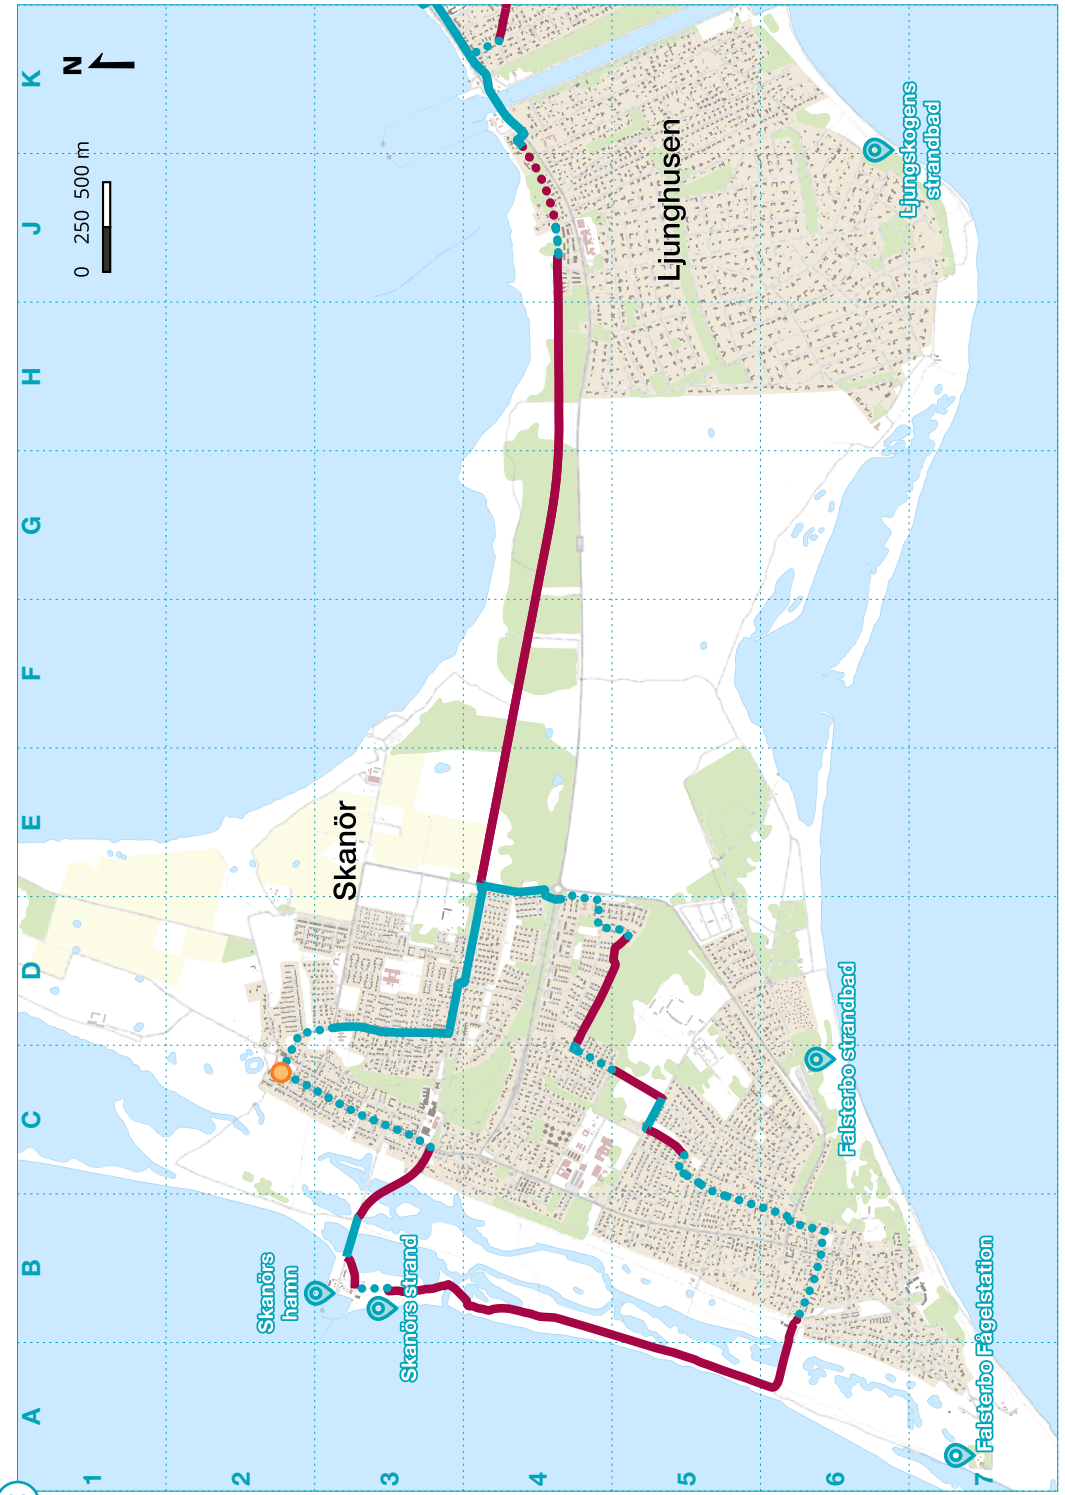 A
B
C
D
E
F
G
H
J
K
1
2
3
4
5
6
7
N
0 250 500 m
Skanör
Ljunghusen
Skanörs
hamn
Skanörs strand
Falsterbo strandbad
Falsterbo Fågelstation
Ljungskogens
strandbad